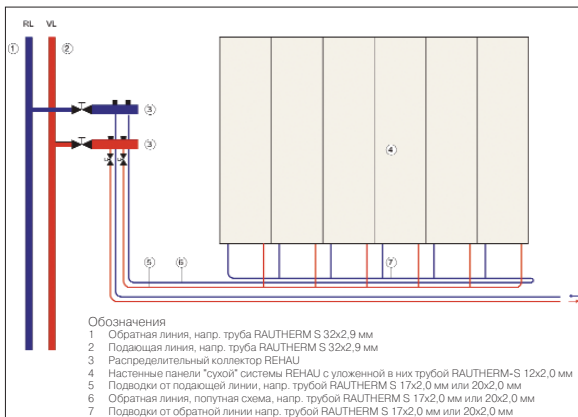 RL VL
1 2
3
3
4
5 6 7
Обозначения
1 Обратная линия, напр. труба RAUTHERM S 32x2,9 мм
2 Подающая линия, напр. труба RAUTHERM S 32x2,9 мм
3 Распределительный коллектор REHAU
4 Настенные панели "сухой" системы REHAU с уложенной в них трубой RAUTHERM-S 12x2,0 мм
5 Подводки от подающей линии, напр. трубой RAUTHERM S 17x2,0 мм или 20x2,0 мм
6 Обратная линия, попутная схема, напр. трубой RAUTHERM S 17x2,0 мм или 20x2,0 мм
7 Подводки от обратной линии напр. трубой RAUTHERM S 17x2,0 мм или 20x2,0 мм